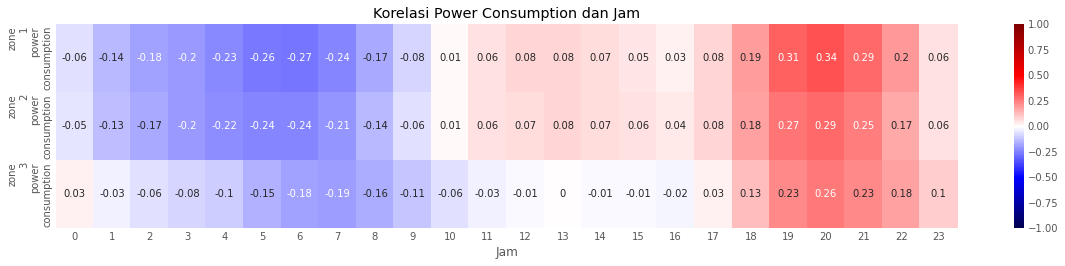 Korelasi Power Consumption dan Jam
zone 1
power
consumption
-0.06 -0.14 -0.18 -0.2 -0.23 -0.26 -0.27 -0.24 -0.17 -0.08 0.01 0.06 0.08 0.08 0.07 0.05 0.03 0.08 0.19 0.31 0.34 0.29 0.2 0.06
zone 2
power
consumption
-0.05 -0.13 -0.17 -0.2 -0.22 -0.24 -0.24 -0.21 -0.14 -0.06 0.01 0.06 0.07 0.08 0.07 0.06 0.04 0.08 0.18 0.27 0.29 0.25 0.17 0.06
zone 3
power
consumption
0.03 -0.03 -0.06 -0.08 -0.1 -0.15 -0.18 -0.19 -0.16 -0.11 -0.06 -0.03 -0.01 0 -0.01 -0.01 -0.02 0.03 0.13 0.23 0.26 0.23 0.18 0.1
0 1 2 3 4 5 6 7 8 9 10 11 12 13 14 15 16 17 18 19 20 21 22 23
Jam
1.00
0.75
0.50
0.25
0.00
−0.25
−0.50
−0.75
−1.00